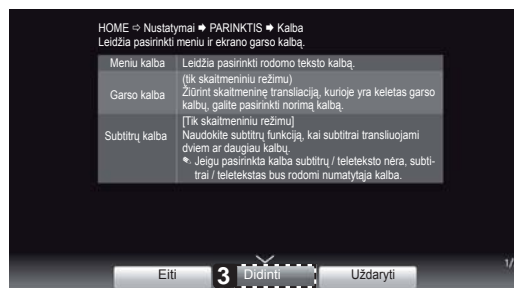 HOME ⇨ Nustatymai ➡ PARINKTIS ➡ Kalba
Leidžia pasirinkti meniu ir ekrano garso kalbą.
Meniu kalba
Leidžia pasirinkti rodomo teksto kalbą.
Garso kalba
(tik skaitmeniniu režimu)
Žiūrint skaitmeninę transliaciją, kurioje yra keletas garso
kalbų, galite pasirinkti norimą kalbą.
Subtitrų kalba
[Tik skaitmeniniu režimu]
Naudokite subtitrų funkciją, kai subtitrai transliuojami
dviem ar daugiau kalbų.
✎ Jeigu pasirinkta kalba subtitrų / teleteksto nėra, subti-
trai / teletekstas bus rodomi numatytąja kalba.
Eiti
3
Didinti
Uždaryti
1/